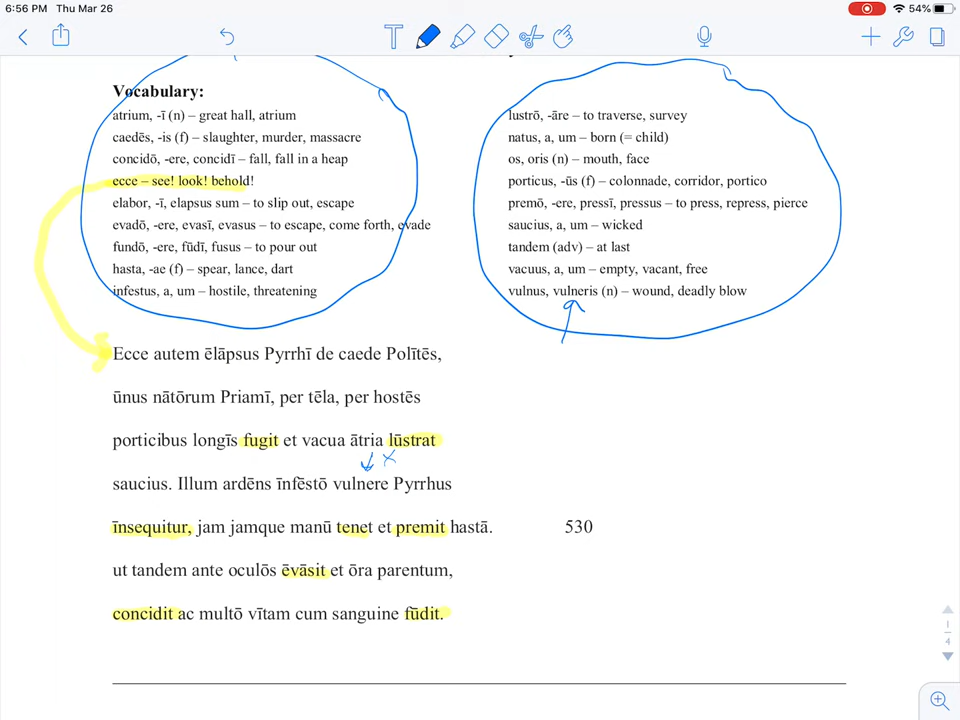 6:56 PM Thu Mar 26 54%
Vocabulary:
atrium, -ī (n) – great hall, atrium
caedēs, -is (f) – slaughter, murder, massacre
concidō, -ere, concidī – fall, fall in a heap
ecce – see! look! behold!
elabor, -ī, elapsus sum – to slip out, escape
evadō, -ere, evasī, evasus – to escape, come forth, evade
fundō, -ere, fūdī, fusus – to pour out
hasta, -ae (f) – spear, lance, dart
infestus, a, um – hostile, threatening
lustrō, -āre – to traverse, survey
natus, a, um – born (= child)
os, oris (n) – mouth, face
porticus, -ūs (f) – colonnade, corridor, portico
premō, -ere, pressī, pressus – to press, repress, pierce
saucius, a, um – wicked
tandem (adv) – at last
vacuus, a, um – empty, vacant, free
vulnus, vulneris (n) – wound, deadly blow
Ecce autem ēlāpsus Pyrrhī de caede Polītēs,
ūnus nātōrum Priamī, per tēla, per hostēs
porticibus longīs fugit et vacua ātria lūstrat
saucius. Illum ardēns īnfēstō vulnere Pyrrhus
īnsequitur, jam jamque manū tenet et premit hastā. 530
ut tandem ante oculōs ēvāsit et ōra parentum,
concidit ac multō vītam cum sanguine fūdit.
1
4